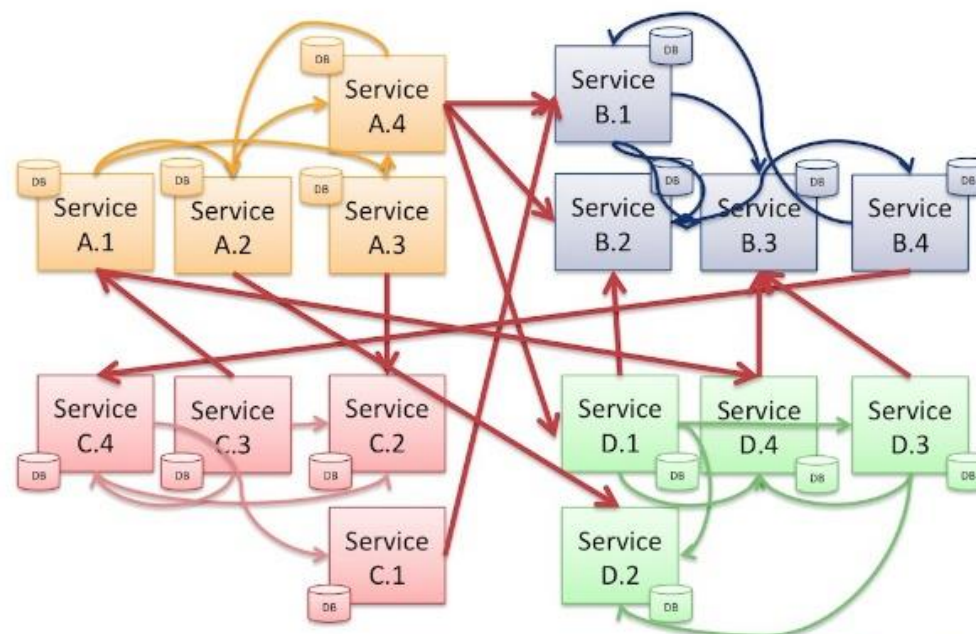 DB
Service
A.4
DB
Service
B.1
DB
Service
A.1
DB
Service
A.2
DB
Service
A.3
DB
Service
B.2
DB
Service
B.3
DB
Service
B.4
Service
C.4
DB
Service
C.3
DB
Service
C.2
DB
Service
D.1
DB
Service
D.4
DB
Service
D.3
DB
Service
C.1
DB
Service
D.2
DB